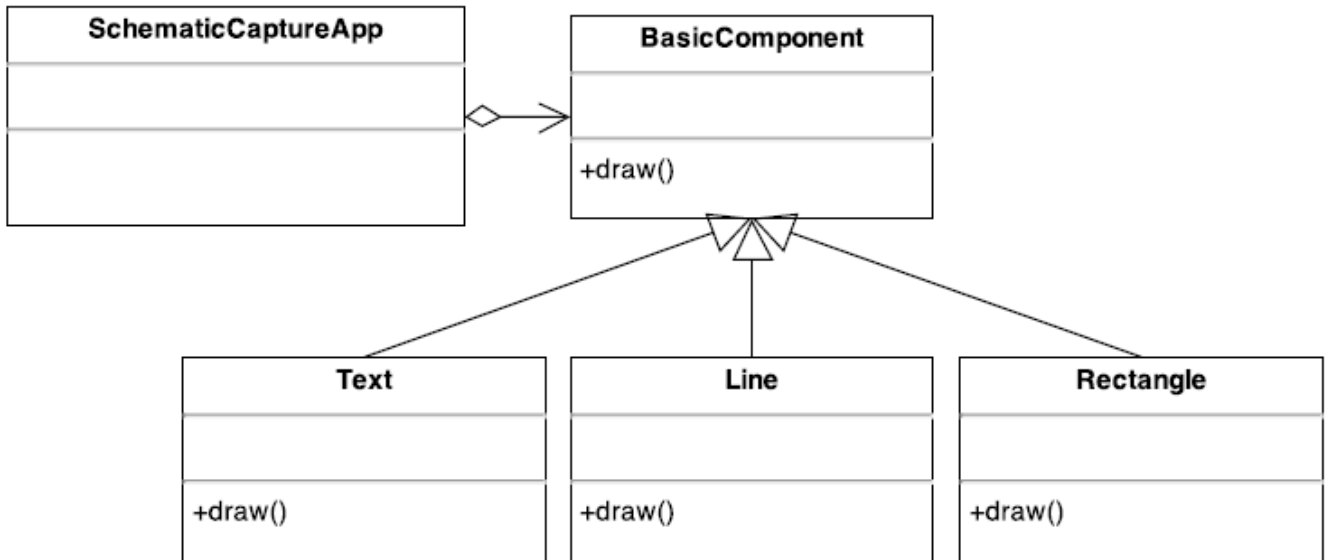 SchematicCaptureApp
BasicComponent
+draw()
Text
Line
Rectangle
+draw()
+draw()
+draw()